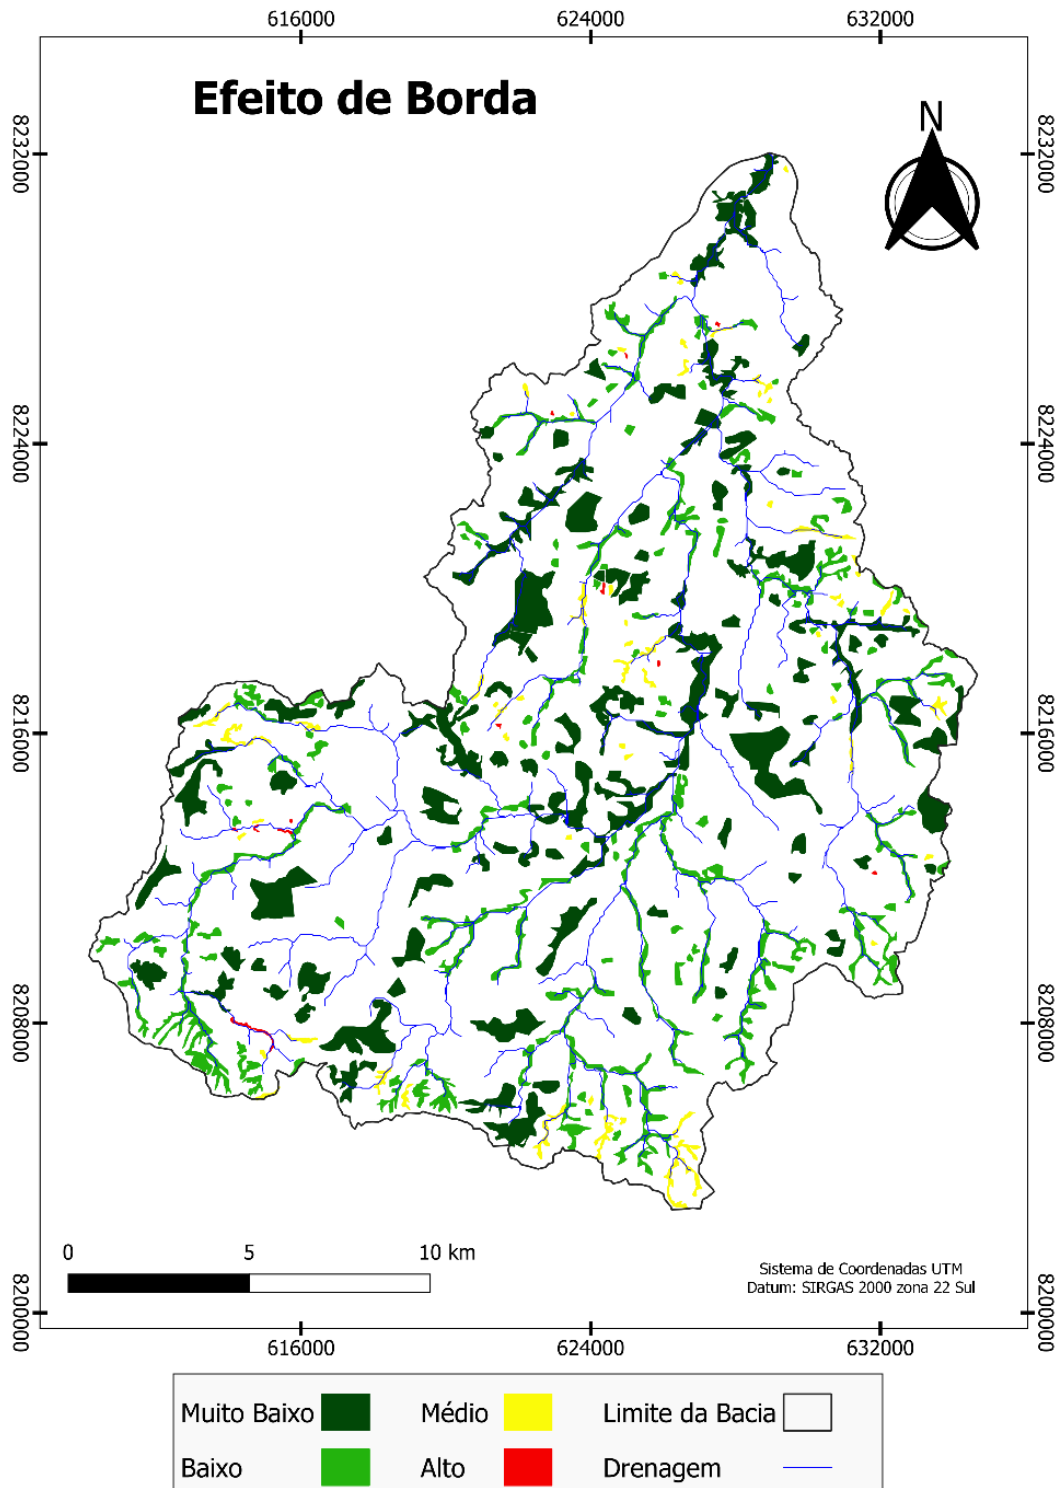 616000 624000 632000
Efeito de Borda
N
8232000 8232000
8224000 8224000
8216000 8216000
8208000 8208000
8200000 8200000
0 5 10 km
Sistema de Coordenadas UTM
Datum: SIRGAS 2000 zona 22 Sul
616000 624000 632000
Muito Baixo Médio Limite da Bacia
Baixo Alto Drenagem